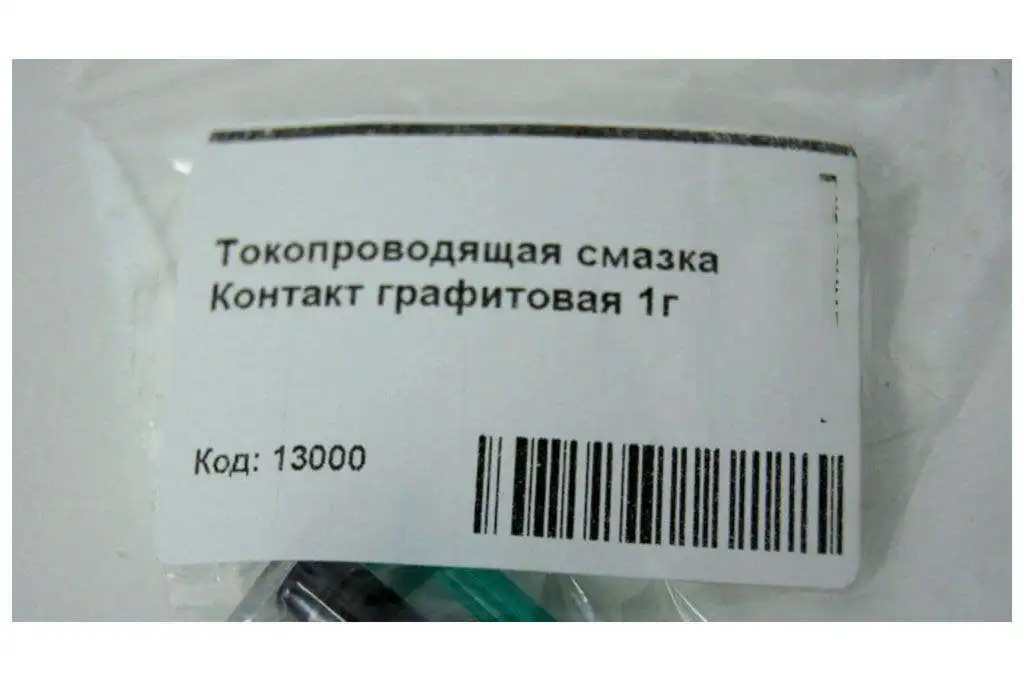 Токопроводящая смазка
Контакт графитовая 1г
Код: 13000